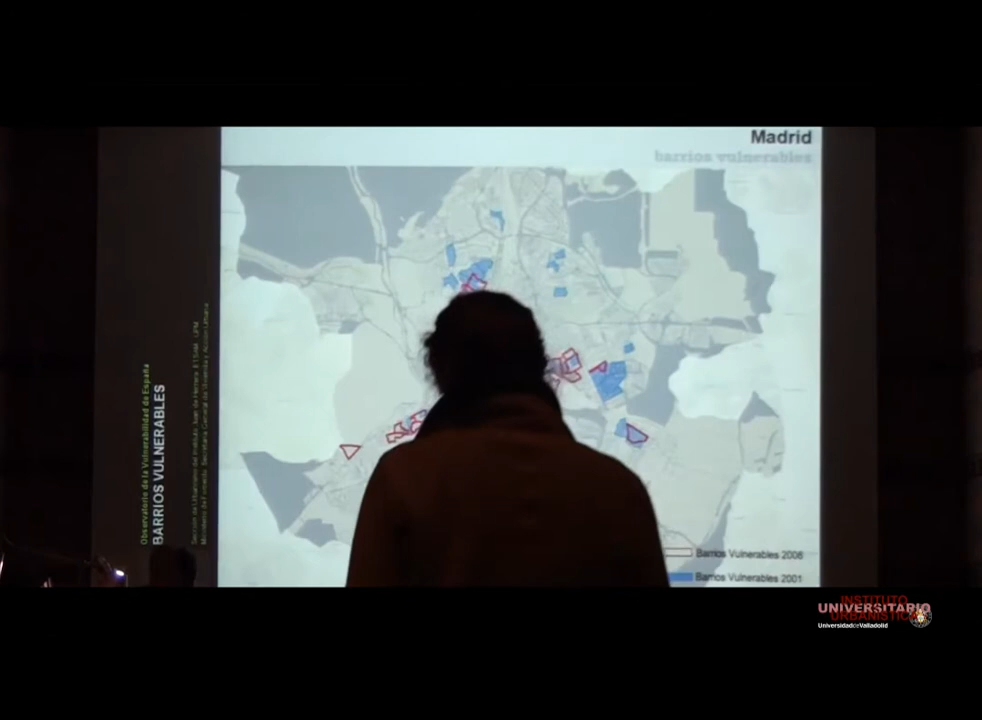 Madrid
barrios vulnerables
Observatorio de la Vulnerabilidad de España
BARRIOS VULNERABLES
Barrios Vulnerables 2006
Barrios Vulnerables 2001
INSTITUTO
UNIVERSITARIO
URBANÍSTICA
UniversidaddeValladolid